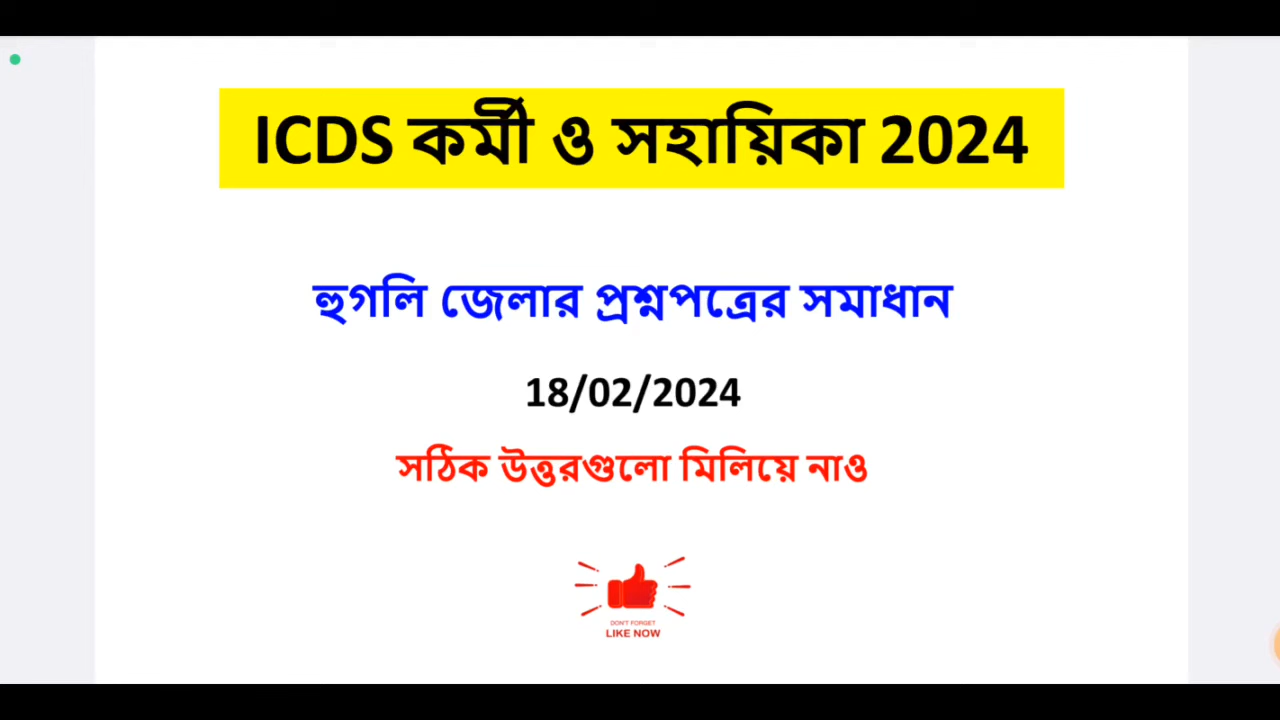 ICDS কর্মী ও সহায়িকা 2024
হুগলি জেলার প্রশ্নপত্রের সমাধান
18/02/2024
সঠিক উত্তরগুলো মিলিয়ে নাও
DON'T FORGET
LIKE NOW